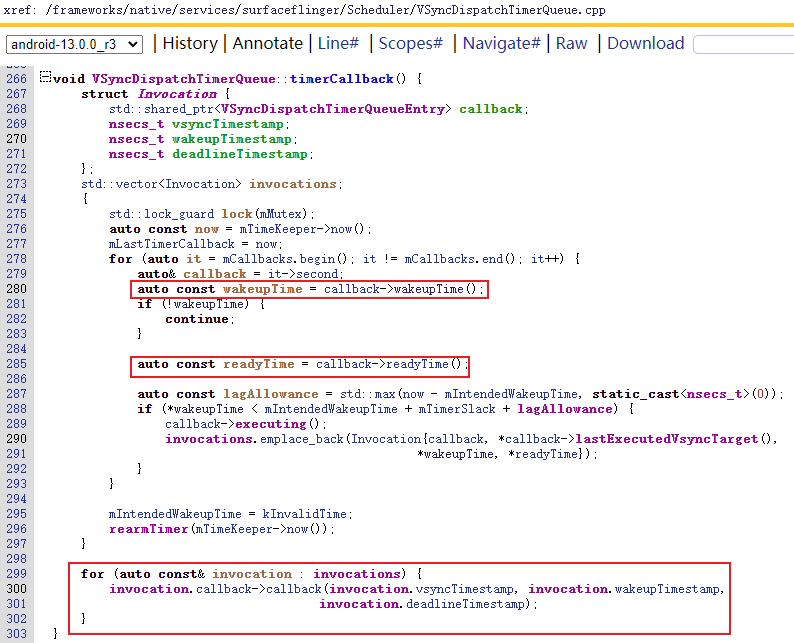 xref: /frameworks/native/services/surfaceflinger/Scheduler/VSyncDispatchTimerQueue.cpp
android-13.0.0_r3 | History | Annotate | Line# | Scopes# | Navigate# | Raw | Download
266 void VSyncDispatchTimerQueue::timerCallback() {
267     struct Invocation {
268         std::shared_ptr<VSyncDispatchTimerQueueEntry> callback;
269         nsecs_t vsyncTimestamp;
270         nsecs_t wakeupTimestamp;
271         nsecs_t deadlineTimestamp;
272     };
273     std::vector<Invocation> invocations;
274     {
275         std::lock_guard lock(mMutex);
276         auto const now = mTimeKeeper->now();
277         mLastTimerCallback = now;
278         for (auto it = mCallbacks.begin(); it != mCallbacks.end(); it++) {
279             auto& callback = it->second;
280             auto const wakeupTime = callback->wakeupTime();
281             if (!wakeupTime) {
282                 continue;
283             }
284
285             auto const readyTime = callback->readyTime();
286
287             auto const lagAllowance = std::max(now - mIntendedWakeupTime, static_cast<nsecs_t>(0));
288             if (*wakeupTime < mIntendedWakeupTime + mTimerSlack + lagAllowance) {
289                 callback->executing();
290                 invocations.emplace_back(Invocation{callback, *callback->lastExecutedVsyncTarget(),
291                                                     *wakeupTime, *readyTime});
292             }
293         }
294
295         mIntendedWakeupTime = kInvalidTime;
296         rearmTimer(mTimeKeeper->now());
297     }
298
299     for (auto const& invocation : invocations) {
300         invocation.callback->callback(invocation.vsyncTimestamp, invocation.wakeupTimestamp,
301                                       invocation.deadlineTimestamp);
302     }
303 }